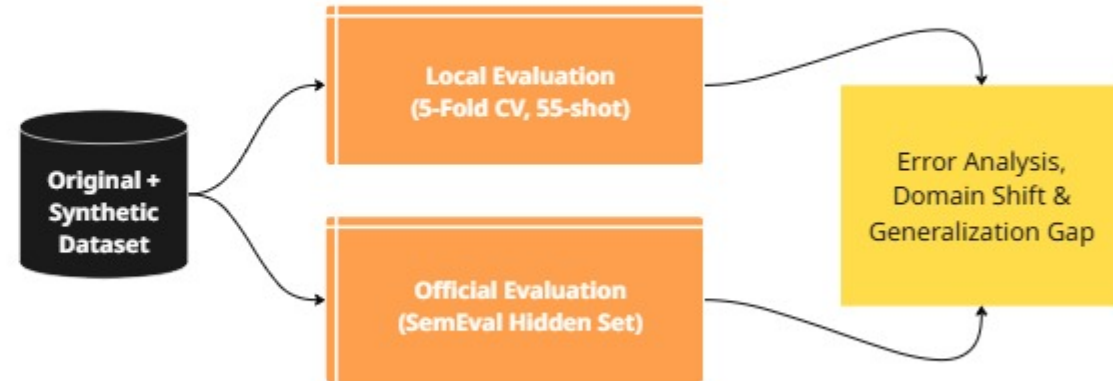 Local Evaluation
(5-Fold CV, 55-shot)
Original +
Synthetic
Dataset
Error Analysis,
Domain Shift &
Generalization Gap
Official Evaluation
(SemEval Hidden Set)